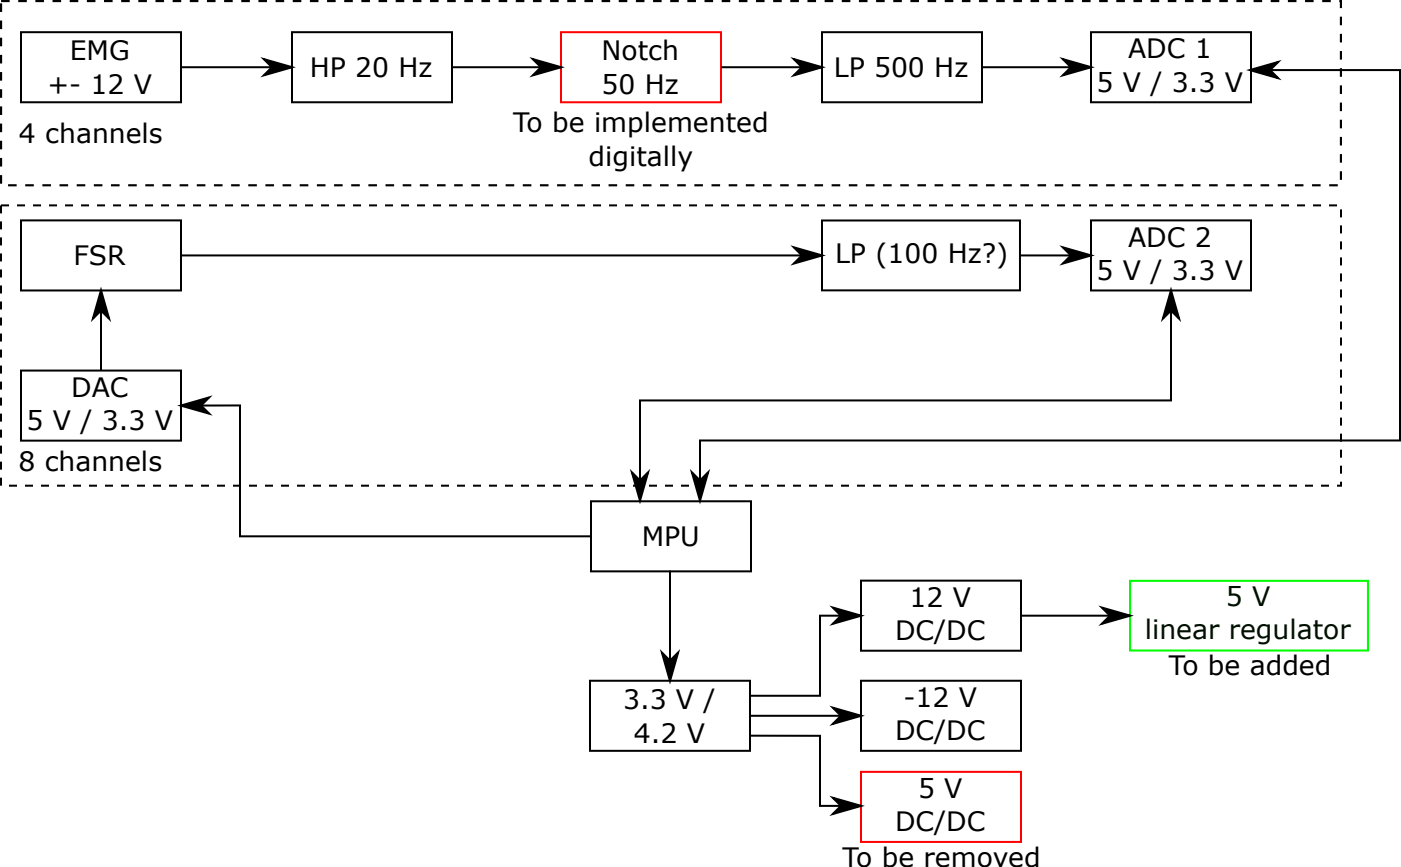 EMG
+- 12 V
HP 20 Hz
Notch
50 Hz
LP 500 Hz
ADC 1
5 V / 3.3 V
4 channels
To be implemented
digitally
FSR
LP (100 Hz?)
ADC 2
5 V / 3.3 V
DAC
5 V / 3.3 V
8 channels
MPU
12 V
DC/DC
5 V
linear regulator
To be added
3.3 V /
4.2 V
-12 V
DC/DC
5 V
DC/DC
To be removed